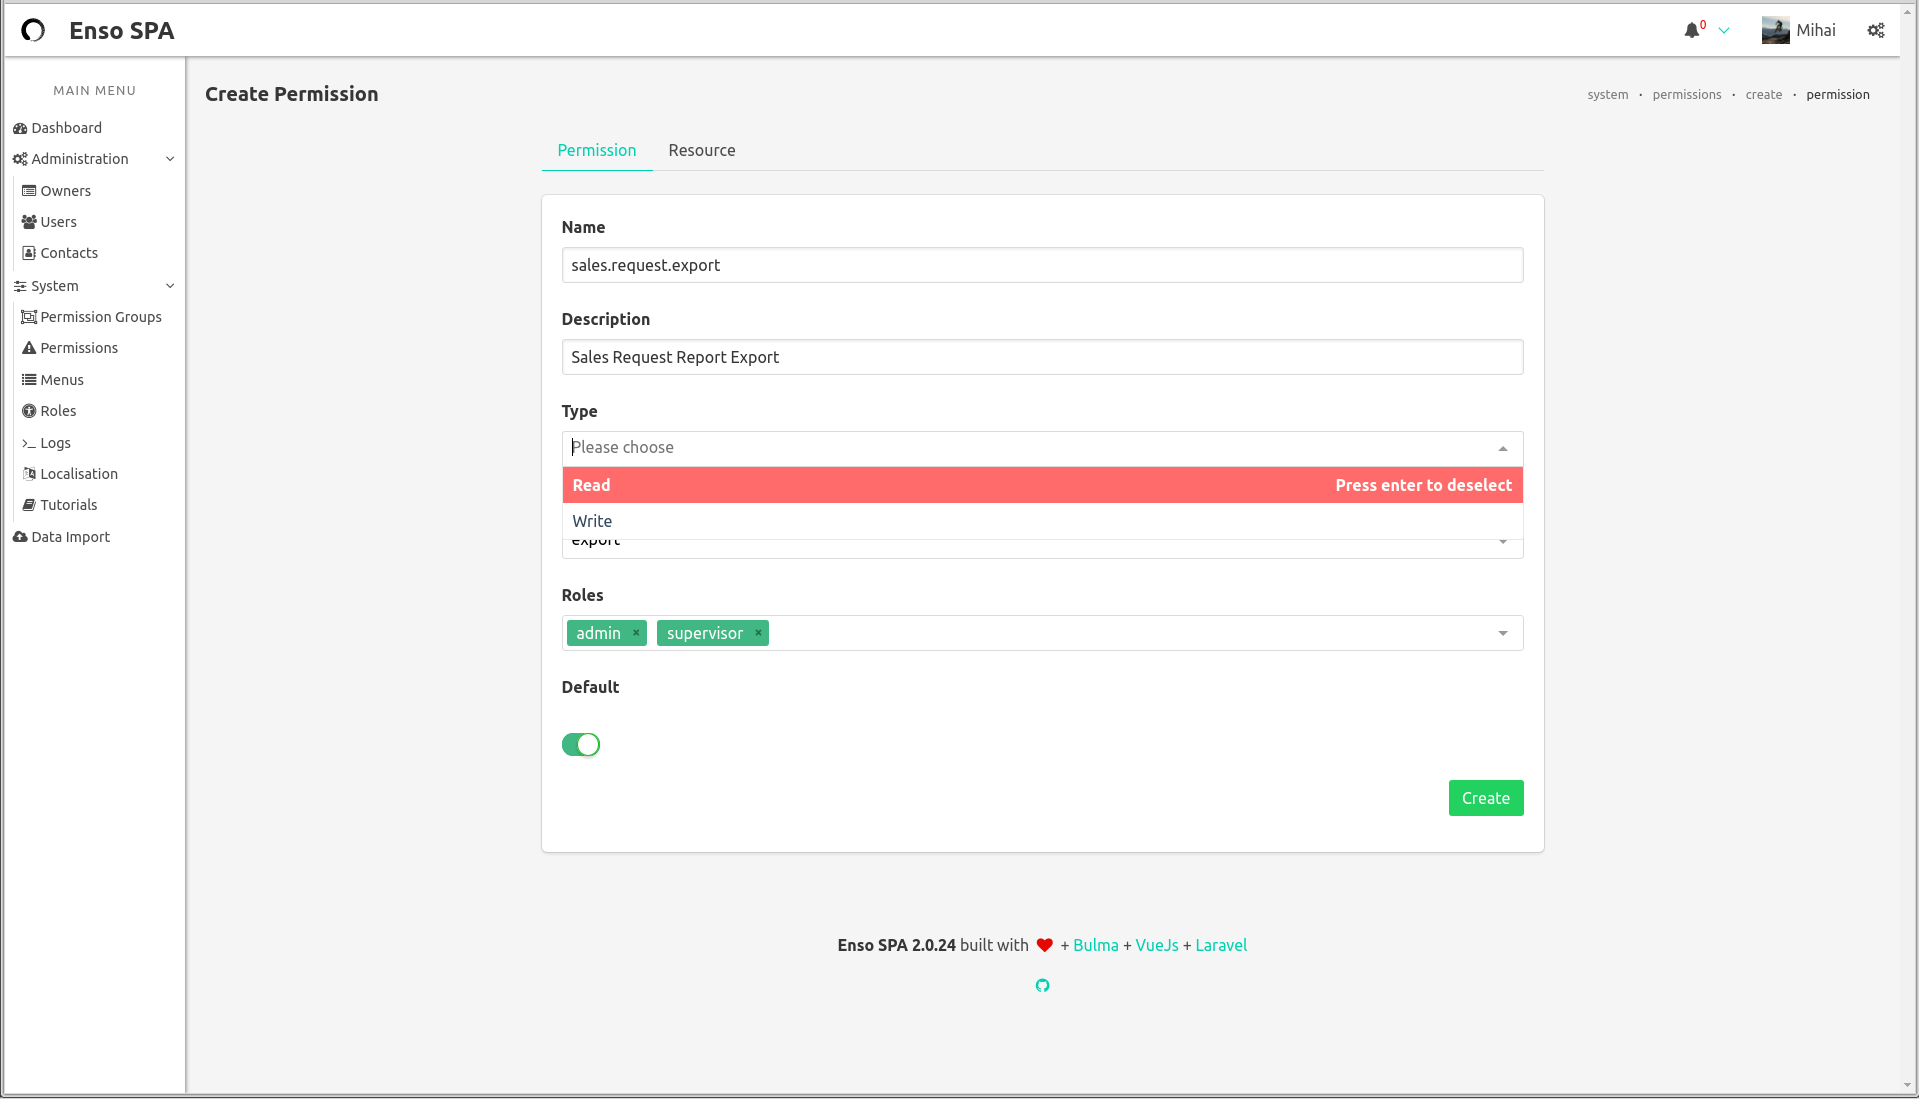 Enso SPA
0
Mihai
MAIN MENU
Dashboard
Administration
Owners
Users
Contacts
System
Permission Groups
Permissions
Menus
Roles
Logs
Localisation
Tutorials
Data Import
Create Permission
system · permissions · create · permission
Permission Resource
Name
sales.request.export
Description
Sales Request Report Export
Type
Please choose
Read Press enter to deselect
Write
export
Roles
admin × supervisor ×
Default
Create
Enso SPA 2.0.24 built with + Bulma + VueJs + Laravel